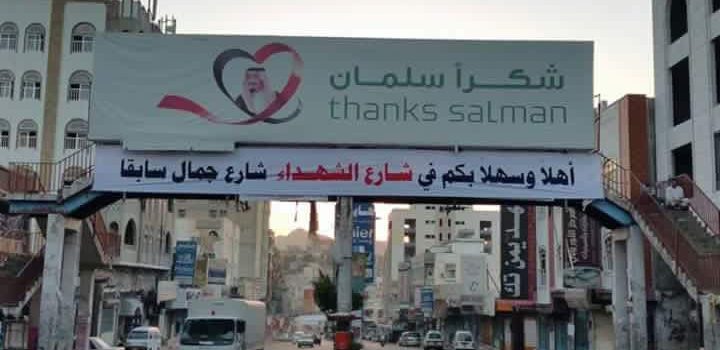 شكراً سلمان
thanks salman
أهلا وسهلا بكم في شارع الشهداء شارع جمال سابقا